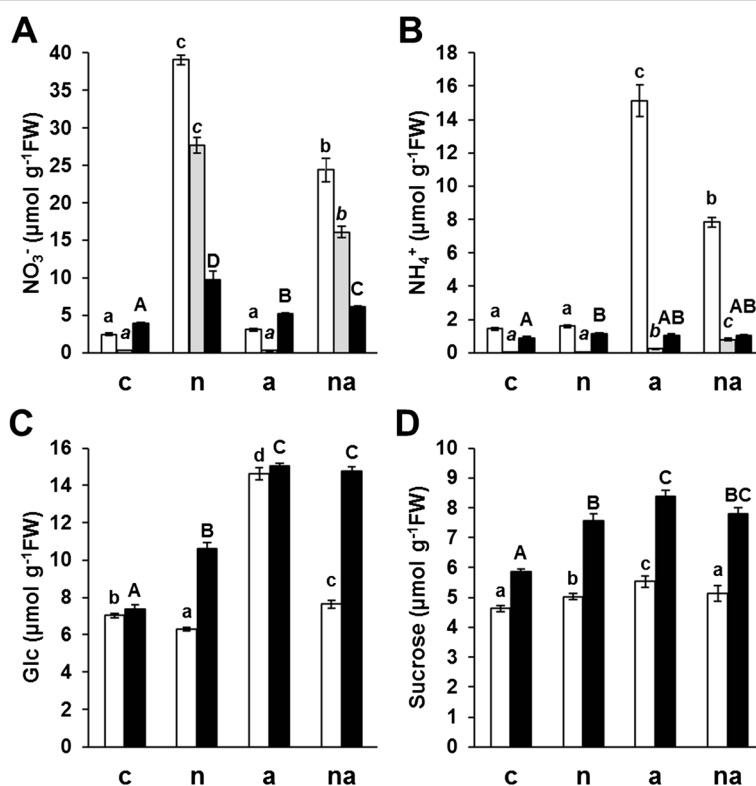 A
40
35
30
25
20
15
10
5
0
NO₃⁻ (µmol g⁻¹FW)
a a A
c c D
a a B
b b C
c n a na
B
18
16
14
12
10
8
6
4
2
0
NH₄⁺ (µmol g⁻¹FW)
a a A
a a B
c b AB
b c AB
c n a na
C
16
14
12
10
8
6
4
2
0
Glc (µmol g⁻¹FW)
b A
a B
d C
c C
c n a na
D
10
9
8
7
6
5
4
3
2
1
0
Sucrose (µmol g⁻¹FW)
a A
b B
c C
a BC
c n a na